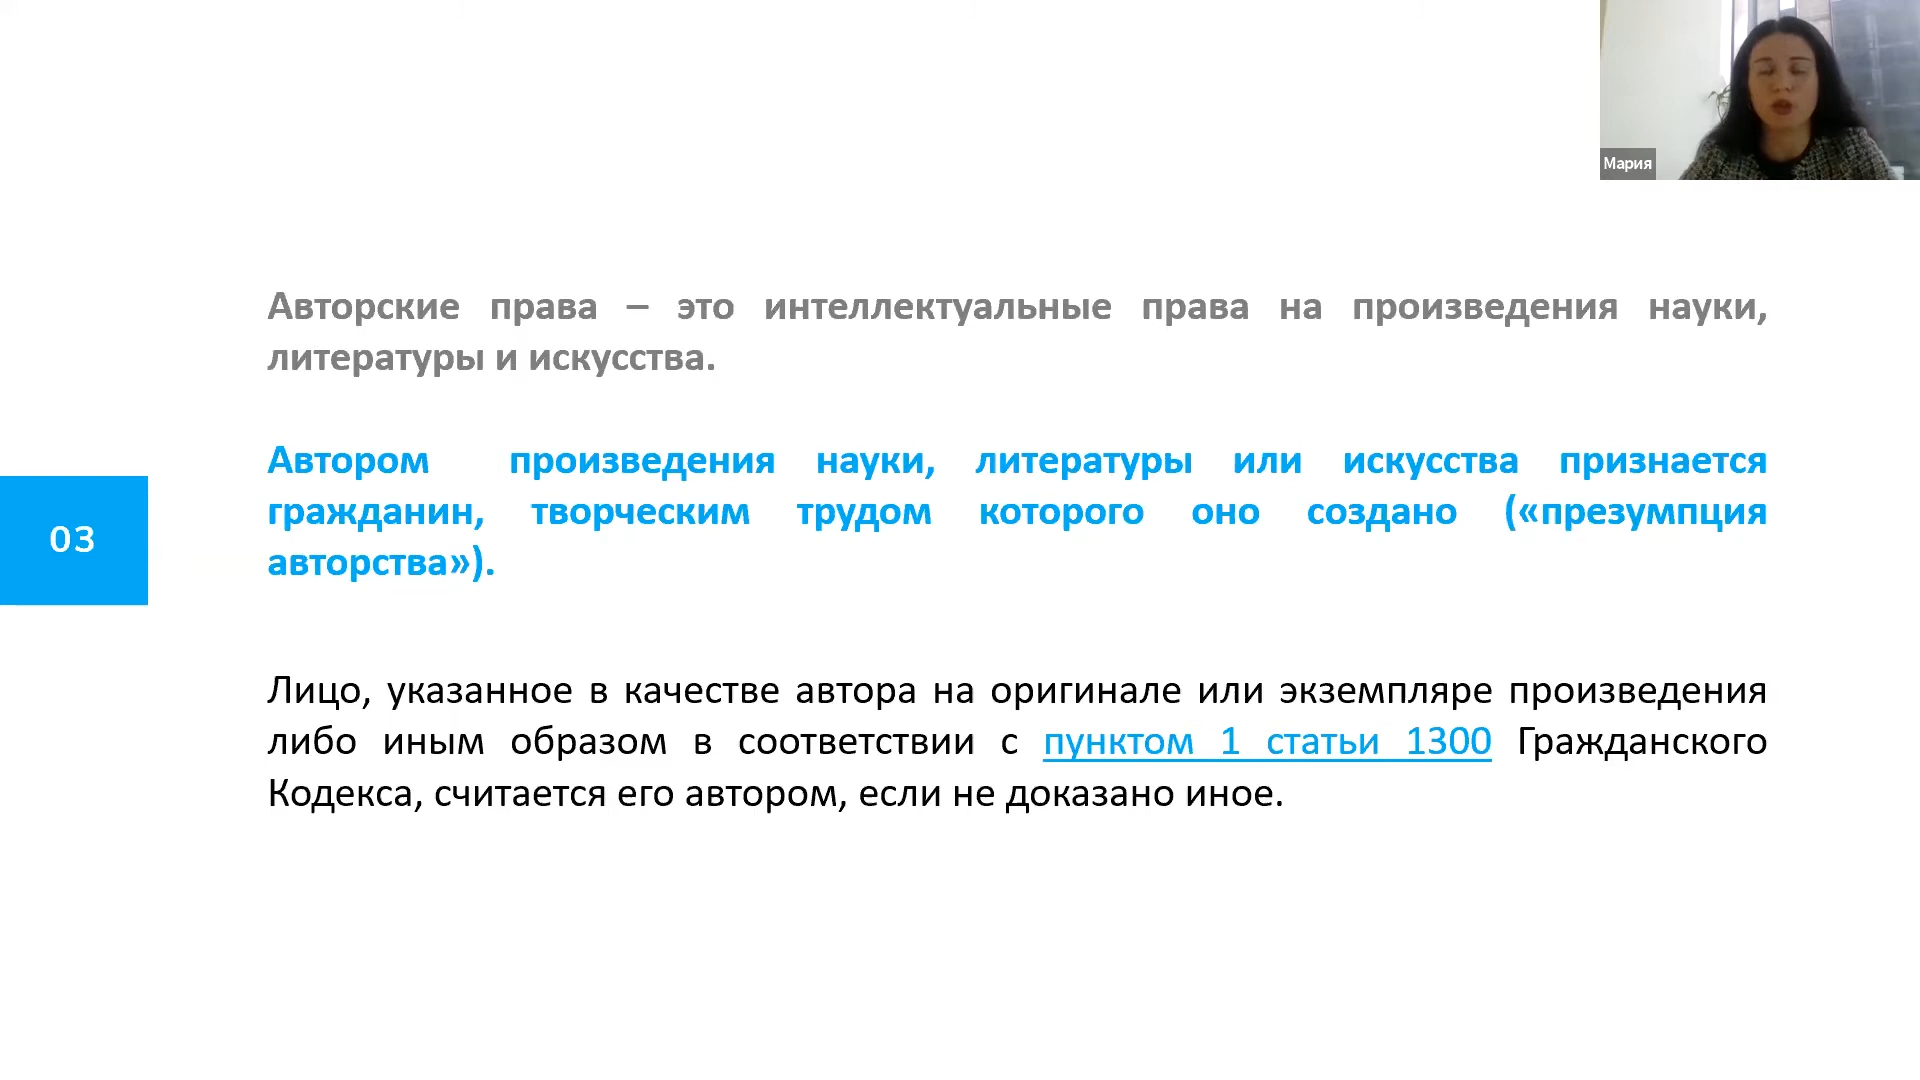 Мария
Авторские права – это интеллектуальные права на произведения науки,
литературы и искусства.
Автором произведения науки, литературы или искусства признается
гражданин, творческим трудом которого оно создано («презумпция
авторства»).
03
Лицо, указанное в качестве автора на оригинале или экземпляре произведения
либо иным образом в соответствии с пунктом 1 статьи 1300 Гражданского
Кодекса, считается его автором, если не доказано иное.